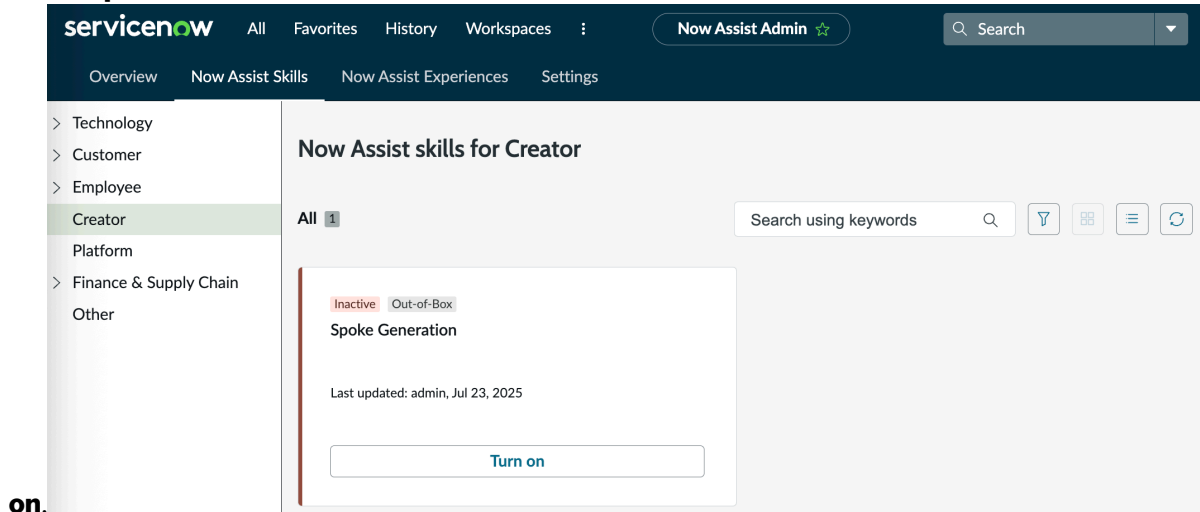 servicenow All Favorites History Workspaces Now Assist Admin Search
Overview Now Assist Skills Now Assist Experiences Settings
Technology
Customer
Employee
Creator
Platform
Finance & Supply Chain
Other
Now Assist skills for Creator
All 1 Search using keywords
Inactive Out-of-Box
Spoke Generation
Last updated: admin, Jul 23, 2025
Turn on
on.